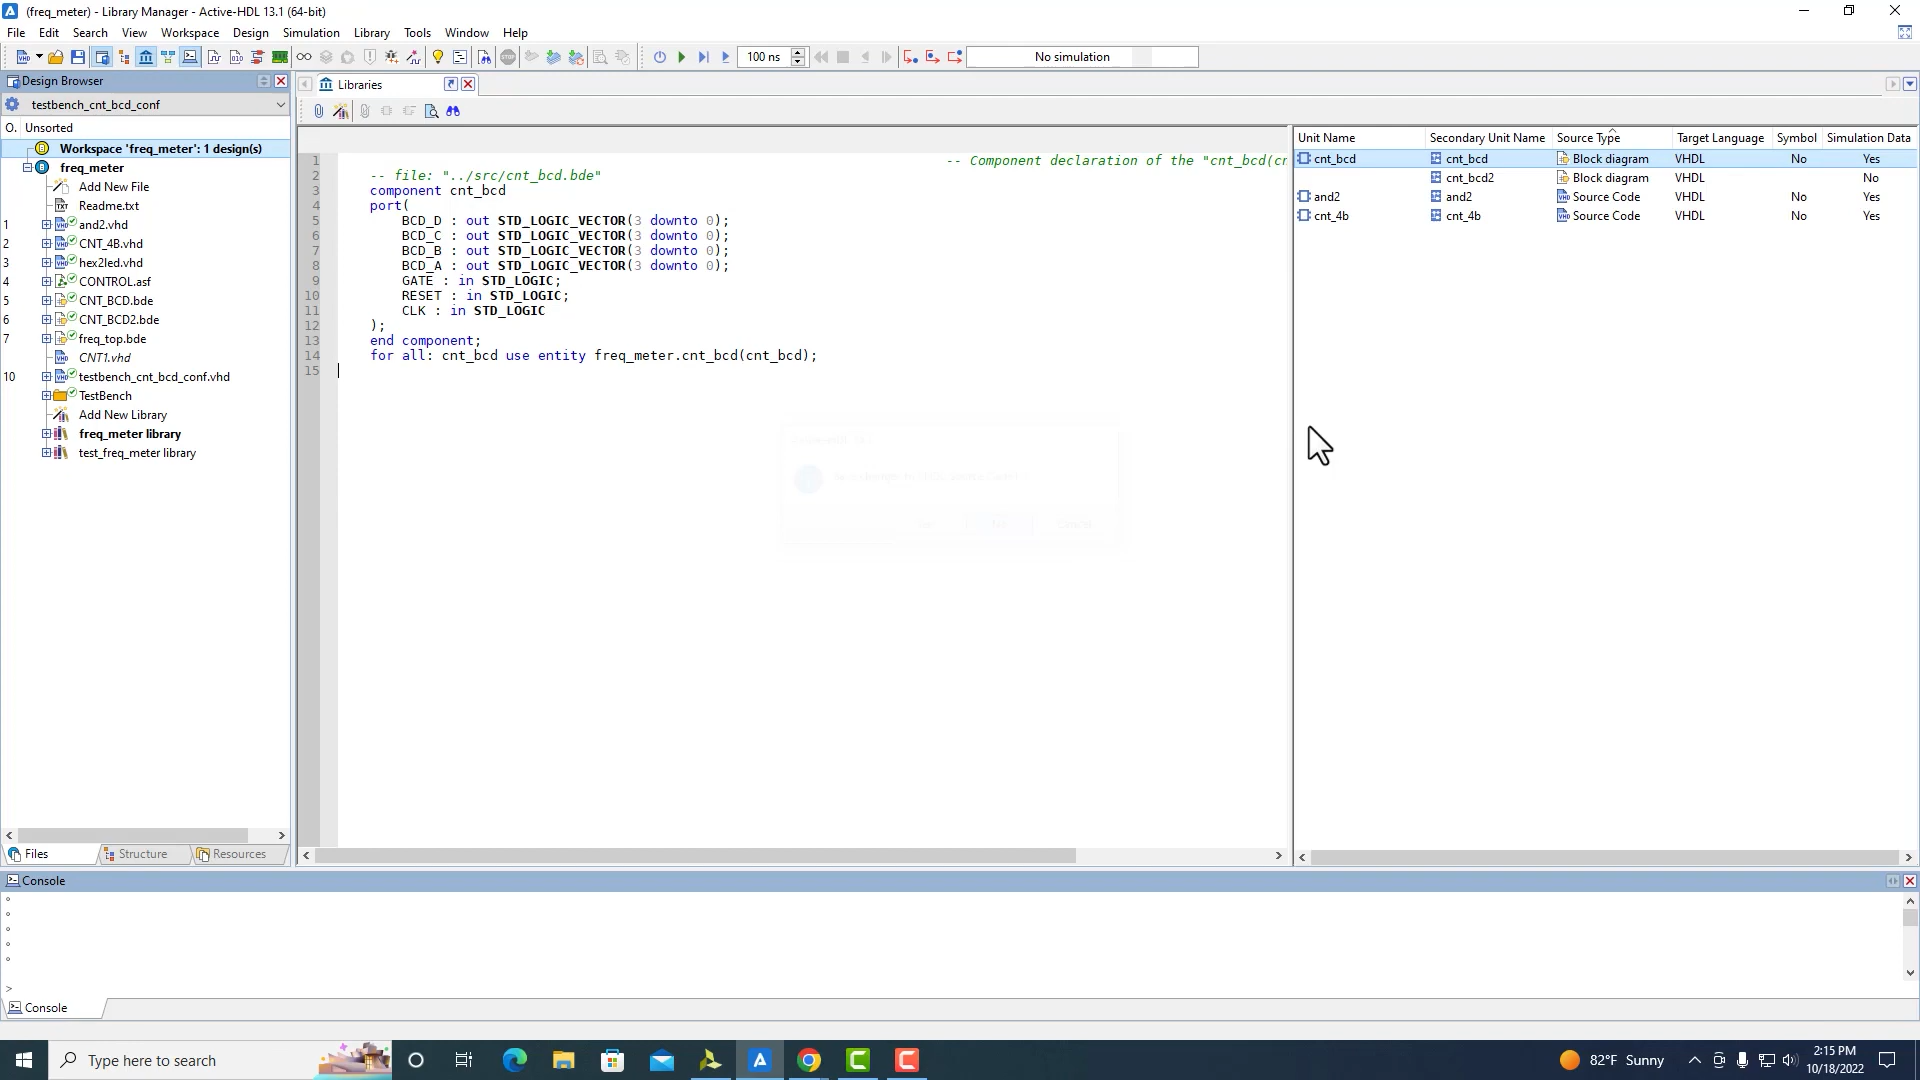 (freq_meter) - Library Manager - Active-HDL 13.1 (64-bit)
File Edit Search View Workspace Design Simulation Library Tools Window Help
100 ns
No simulation
Design Browser
testbench_cnt_bcd_conf
O. Unsorted
Workspace 'freq_meter': 1 design(s)
freq_meter
Add New File
Readme.txt
1 and2.vhd
2 CNT_4B.vhd
3 hex2led.vhd
4 CONTROL.asf
5 CNT_BCD.bde
6 CNT_BCD2.bde
7 freq_top.bde
CNT1.vhd
10 testbench_cnt_bcd_conf.vhd
TestBench
Add New Library
freq_meter library
test_freq_meter library
Files Structure Resources
Libraries
1 -- Component declaration of the "cnt_bcd(cn
2 -- file: "../src/cnt_bcd.bde"
3 component cnt_bcd
4 port(
5 BCD_D : out STD_LOGIC_VECTOR(3 downto 0);
6 BCD_C : out STD_LOGIC_VECTOR(3 downto 0);
7 BCD_B : out STD_LOGIC_VECTOR(3 downto 0);
8 BCD_A : out STD_LOGIC_VECTOR(3 downto 0);
9 GATE : in STD_LOGIC;
10 RESET : in STD_LOGIC;
11 CLK : in STD_LOGIC
12 );
13 end component;
14 for all: cnt_bcd use entity freq_meter.cnt_bcd(cnt_bcd);
15
Unit Name Secondary Unit Name Source Type Target Language Symbol Simulation Data
cnt_bcd cnt_bcd Block diagram VHDL No Yes
cnt_bcd2 Block diagram VHDL No
and2 and2 Source Code VHDL No Yes
cnt_4b cnt_4b Source Code VHDL No Yes
Console
>
Console
Type here to search
82°F Sunny
2:15 PM
10/18/2022